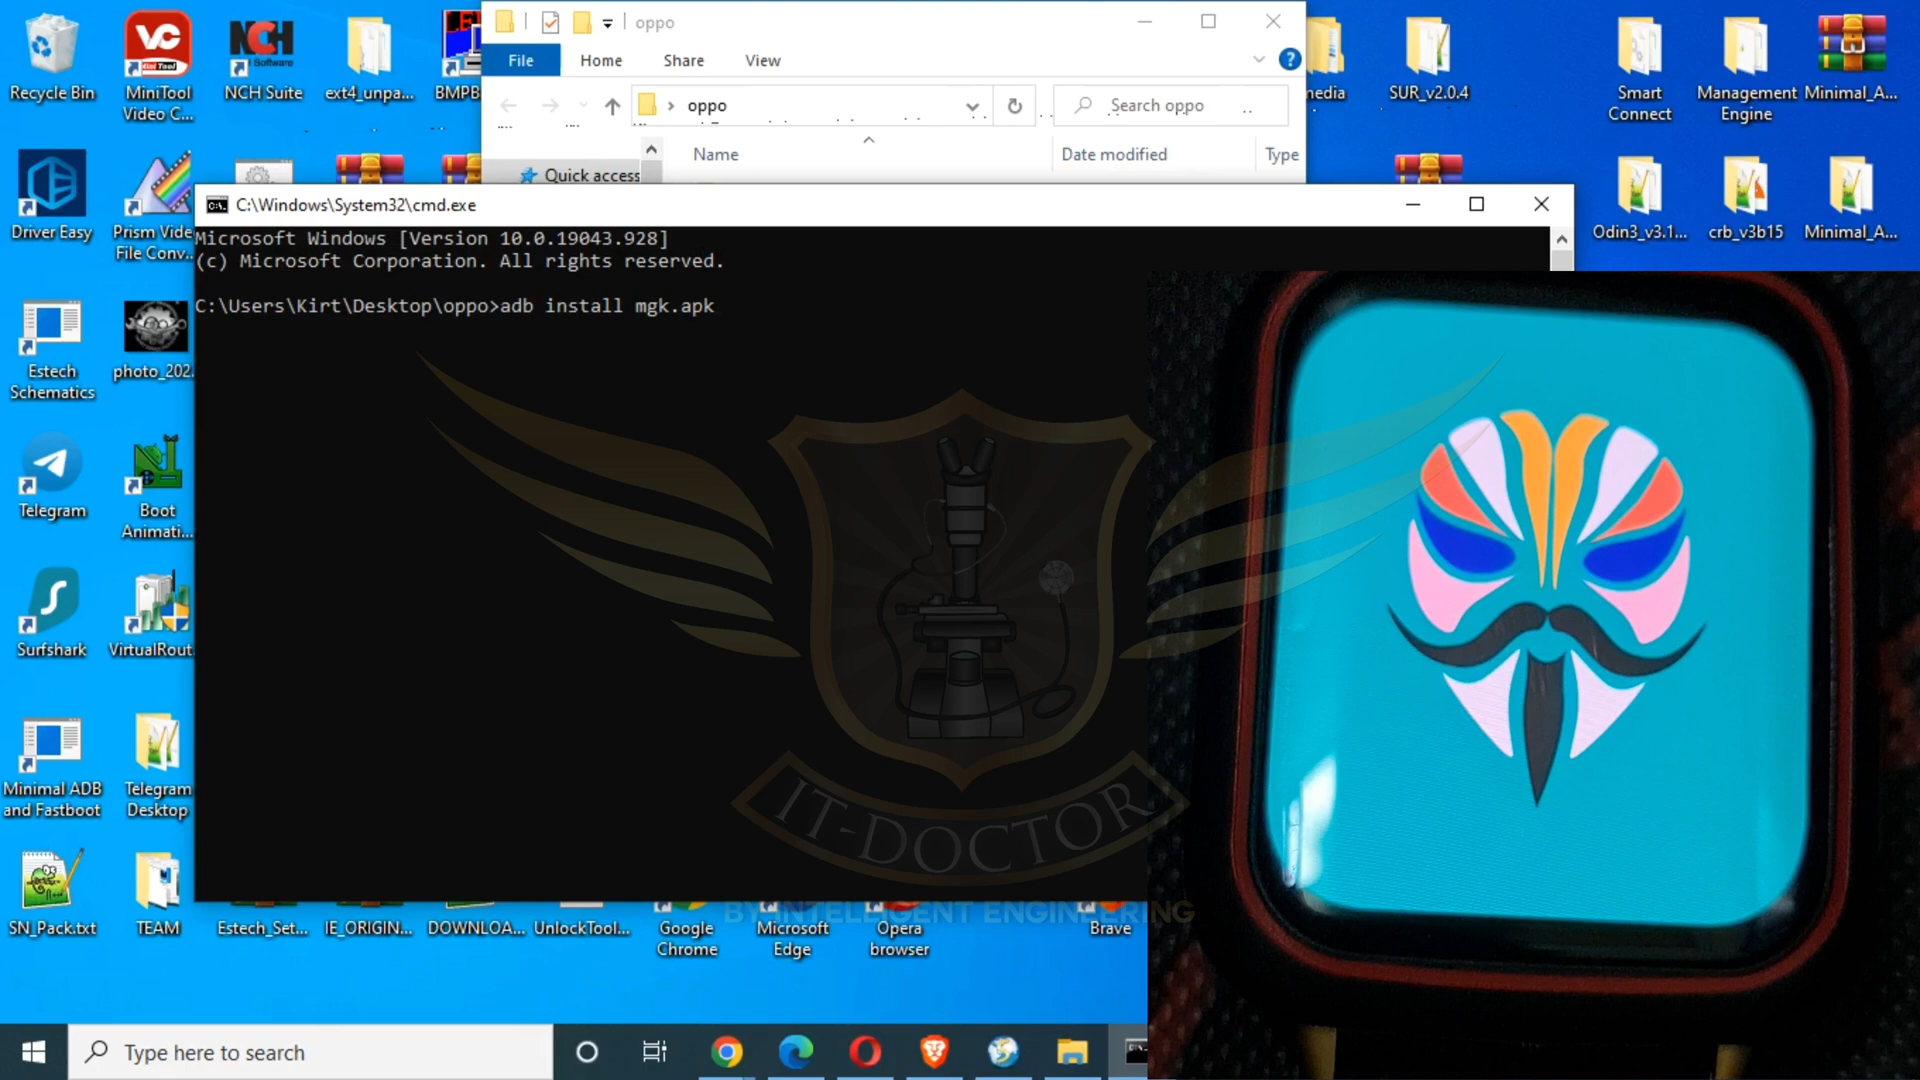 oppo
File
Home
Share
View
oppo
Search oppo
Name
Date modified
Type
Quick access
C:\Windows\System32\cmd.exe
Microsoft Windows [Version 10.0.19043.928]
(c) Microsoft Corporation. All rights reserved.
C:\Users\Kirt\Desktop\oppo>adb install mgk.apk
Recycle Bin
MiniTool
Video C...
NCH Suite
ext4_unpa...
SUR_v2.0.4
Smart
Connect
Management
Engine
Minimal_A...
Driver Easy
Prism Vide
File Conv...
Odin3_v3.1...
crb_v3b15
Minimal_A...
Estech
Schematics
photo_202.
Telegram
Boot
Animati...
Surfshark
VirtualRout
Minimal ADB
and Fastboot
Telegram
Desktop
SN_Pack.txt
TEAM
Estech_Set...
IE_ORIGIN...
DOWNLOA...
UnlockTool...
Google
Chrome
Microsoft
Edge
Opera
browser
Brave
IT-DOCTOR
BY INTELLIGENT ENGINEERING
Type here to search